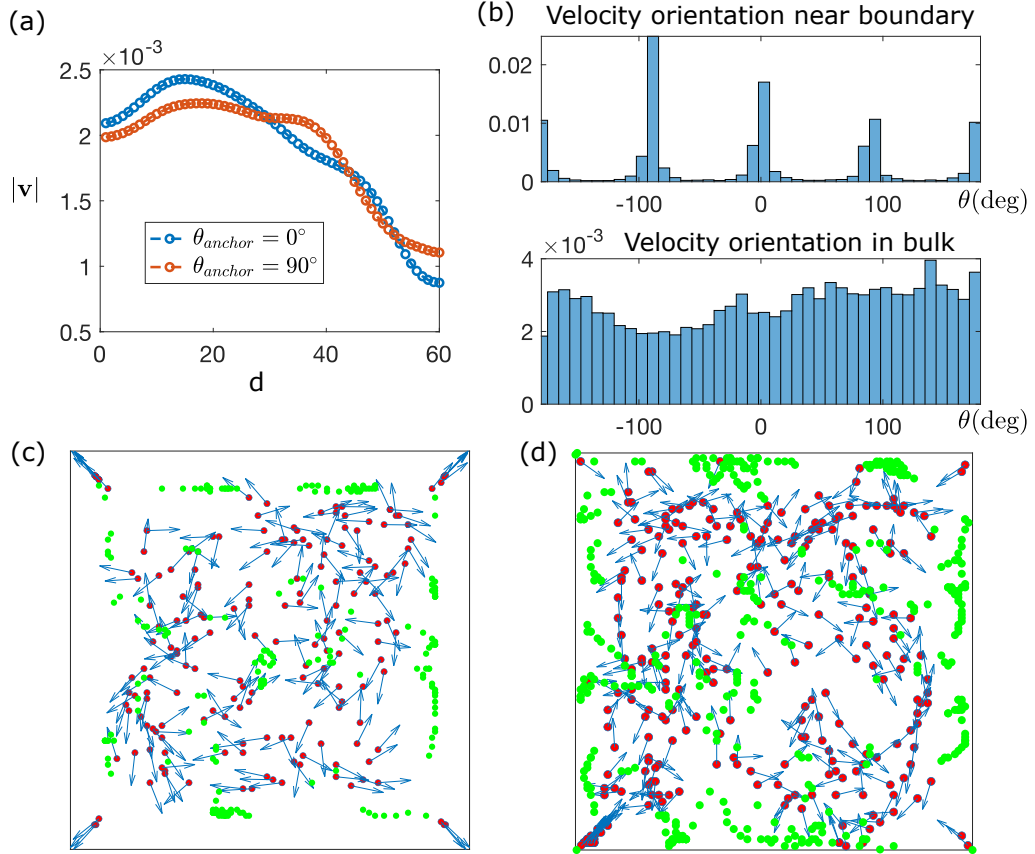 (a)
×10⁻³
2.5
2
1.5
1
0.5
|v|
θanchor = 0°
θanchor = 90°
0
20
40
60
d
(b)
Velocity orientation near boundary
0.02
0.01
0
-100
0
100
θ(deg)
×10⁻³
Velocity orientation in bulk
4
2
0
-100
0
100
θ(deg)
(c)
(d)